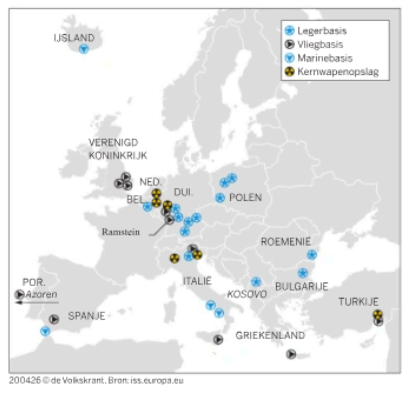 IJSLAND
Legerbasis
Vliegbasis
Marinebasis
Kernwapenopslag
VERENIGD
KONINKRIJK
NED.
BEL.
DUI.
POLEN
Ramstein
ROEMENIË
POR.
Azoren
SPANJE
ITALIË
KOSOVO
BULGARIJE
TURKIJE
GRIEKENLAND
200426 © de Volkskrant. Bron: iss.europa.eu